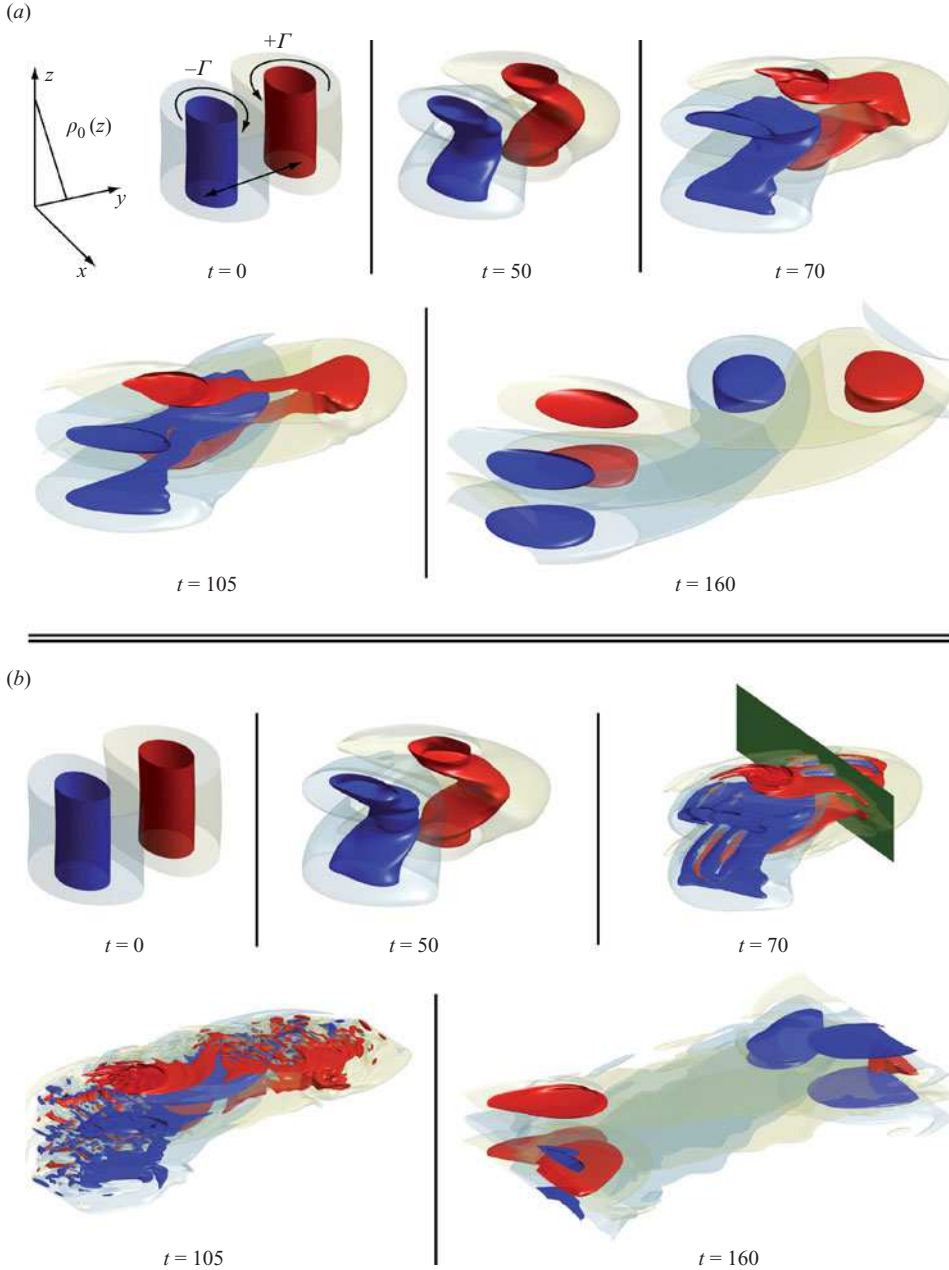 (a)
z
ρ0 (z)
y
x
−Γ
+Γ
t = 0
t = 50
t = 70
t = 105
t = 160
(b)
t = 0
t = 50
t = 70
t = 105
t = 160